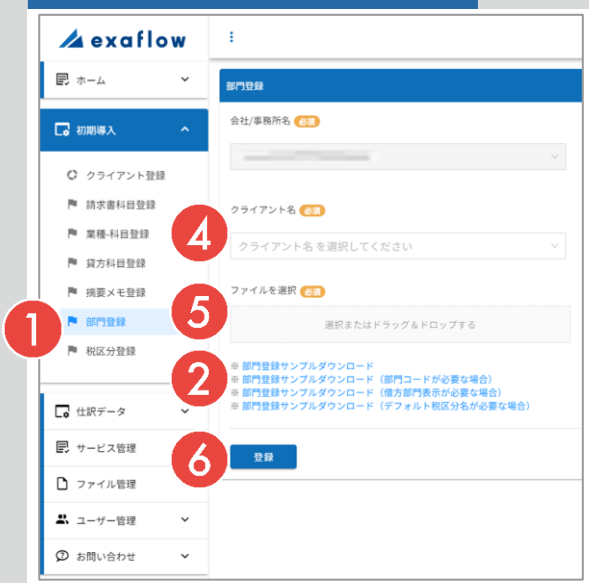 exaflow
ホーム
初期導入
クライアント登録
請求書科目登録
業種-科目登録
貸方科目登録
摘要メモ登録
1
部門登録
税区分登録
仕訳データ
サービス管理
ファイル管理
ユーザー管理
お問い合わせ
部門登録
会社/事務所名 必須
4
クライアント名 必須
クライアント名 を選択してください
5
ファイルを選択 必須
選択またはドラッグ＆ドロップする
2
※ 部門登録サンプルダウンロード
※ 部門登録サンプルダウンロード（部門コードが必要な場合）
※ 部門登録サンプルダウンロード（借方部門表示が必要な場合）
※ 部門登録サンプルダウンロード（デフォルト税区分名が必要な場合）
6
登録